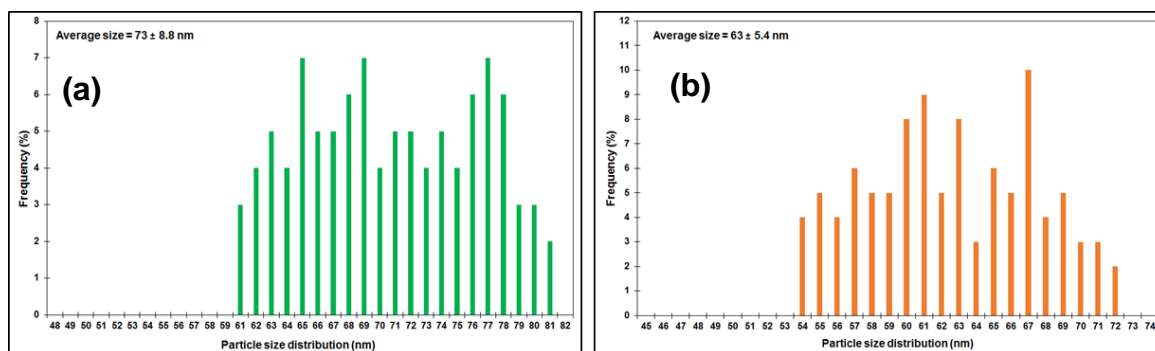 8
7
6
5
4
3
2
1
0
Frequency (%)
Average size = 73 ± 8.8 nm
(a)
48 49 50 51 52 53 54 55 56 57 58 59 61 62 63 64 65 66 67 68 69 70 71 72 73 74 75 76 77 78 79 80 81 82
Particle size distribution (nm)
12
11
10
9
8
7
6
5
4
3
2
1
0
Frequency (%)
Average size = 63 ± 5.4 nm
(b)
45 46 47 48 49 50 51 52 53 54 55 56 57 58 59 60 61 62 63 64 65 66 67 68 69 70 71 72 73 74
Particle size distribution (nm)